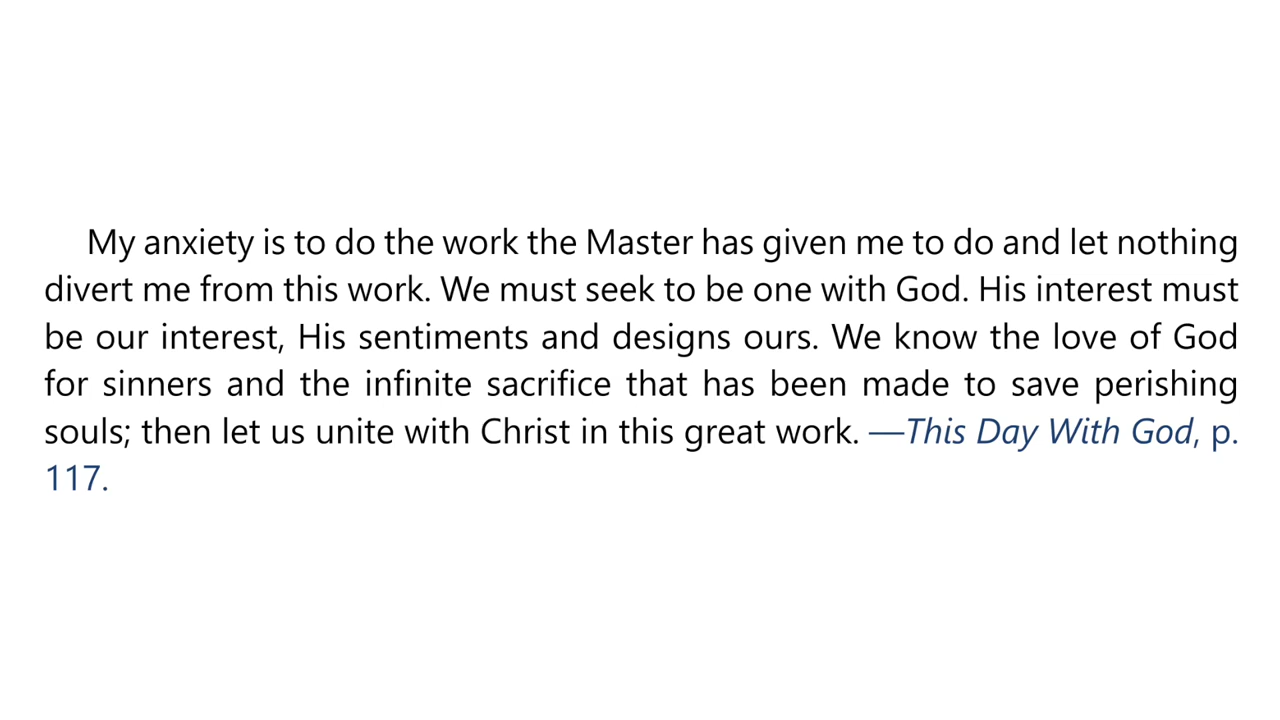 My anxiety is to do the work the Master has given me to do and let nothing
divert me from this work. We must seek to be one with God. His interest must
be our interest, His sentiments and designs ours. We know the love of God
for sinners and the infinite sacrifice that has been made to save perishing
souls; then let us unite with Christ in this great work. —This Day With God, p.
117.